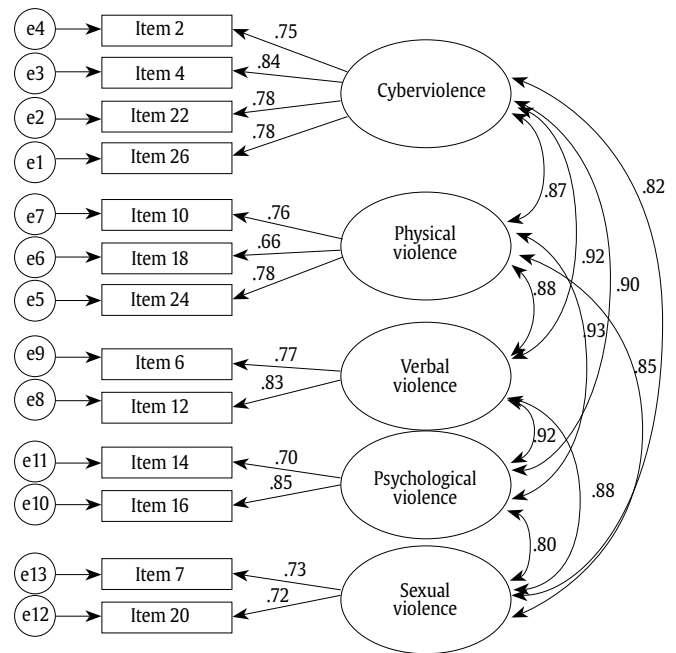 e4 Item 2 .75
e3 Item 4 .84 Cyberviolence
e2 Item 22 .78
e1 Item 26 .78
.82
.87
e7 Item 10 .76
Physical
violence
e6 Item 18 .66
e5 Item 24 .78
.92
.90
.88
.93
e9 Item 6 .77
Verbal
violence
.85
e8 Item 12 .83
.92
e11 Item 14 .70
Psychological
violence
e10 Item 16 .85
.88
.80
e13 Item 7 .73
Sexual
violence
e12 Item 20 .72